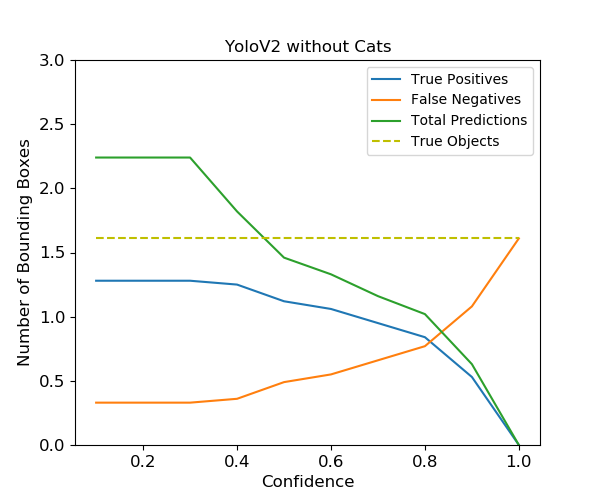 YoloV2 without Cats
3.0
2.5
2.0
1.5
1.0
0.5
0.0
Number of Bounding Boxes
True Positives
False Negatives
Total Predictions
True Objects
0.2 0.4 0.6 0.8 1.0
Confidence